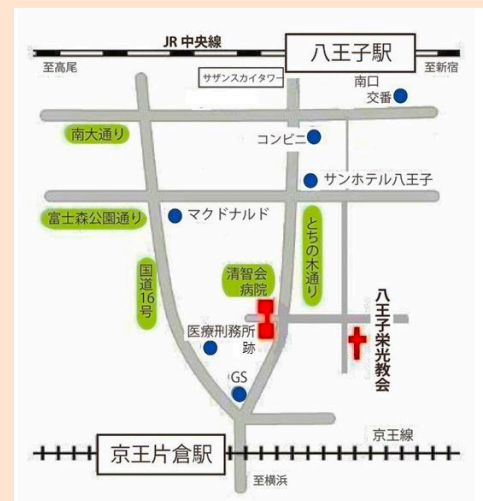 JR 中央線
八王子駅
至高尾
至新宿
サザンスカイタワー
南口
交番
南大通り
コンビニ
サンホテル八王子
富士森公園通り
マクドナルド
とちの木通り
国道16号
清智会
病院
八王子栄光教会
医療刑務所
跡
GS
京王線
京王片倉駅
至横浜